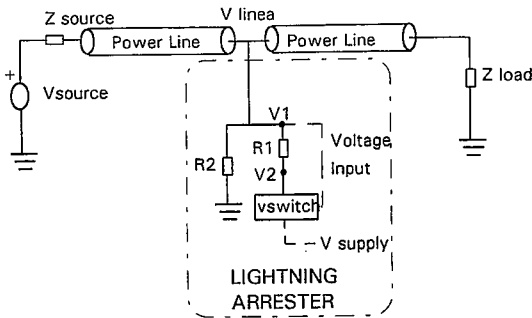 Z source
V linea
Power Line
Power Line
+
Vsource
Z load
V1
R1
Voltage
Input
R2
V2
vswitch
V supply
LIGHTNING
ARRESTER